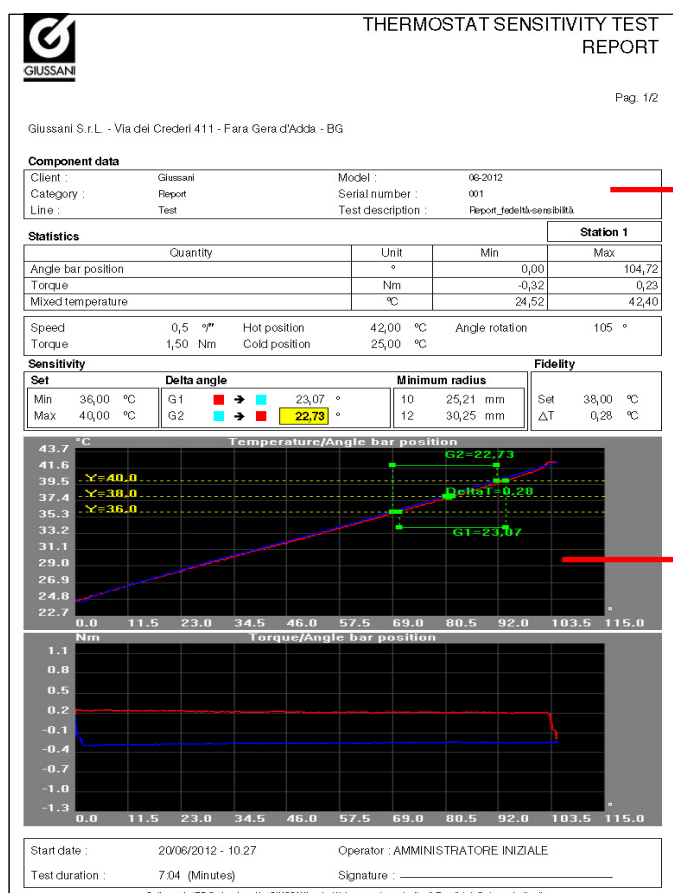 GIUSSANI
THERMOSTAT SENSITIVITY TEST
REPORT
Pag. 1/2
Giussani S.r.L. - Via dei Crederi 411 - Fara Gera d'Adda - BG
Component data
Client : Giussani Model : 06-2012
Category : Report Serial number : 001
Line : Test Test description : Report_fedeltà-sensibilità
Statistics Station 1
Quantity Unit Min Max
Angle bar position ° 0,00 104,72
Torque Nm -0,32 0,23
Mixed temperature °C 24,52 42,40
Speed 0,5 °/" Hot position 42,00 °C Angle rotation 105 °
Torque 1,50 Nm Cold position 25,00 °C
Sensitivity Fidelity
Set Delta angle Minimum radius
Min 36,00 °C G1 → 23,07 ° 10 25,21 mm Set 38,00 °C
Max 40,00 °C G2 → 22,73 ° 12 30,25 mm ΔT 0,28 °C
°C Temperature/Angle bar position
43.7
41.6
39.5
37.4
35.3
33.2
31.1
29.0
26.9
24.8
22.7
Y=40,0
Y=38,0
Y=36,0
G2=22,73
DeltaT=0,28
G1=23,07
°
0.0 11.5 23.0 34.5 46.0 57.5 69.0 80.5 92.0 103.5 115.0
Nm Torque/Angle bar position
1.1
0.8
0.5
0.2
-0.1
-0.4
-0.7
-1.0
-1.3
°
0.0 11.5 23.0 34.5 46.0 57.5 69.0 80.5 92.0 103.5 115.0
Start date : 20/06/2012 - 10.27 Operator : AMMINISTRATORE INIZIALE
Test duration : 7:04 (Minutes) Signature :